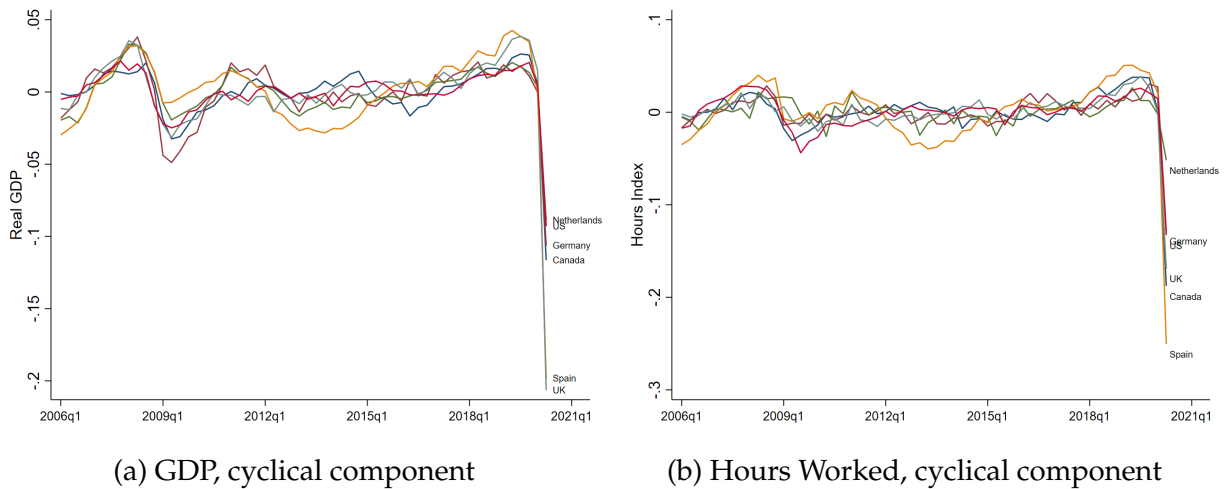 Real GDP
.05
0
-.05
-.1
-.15
-.2
2006q1 2009q1 2012q1 2015q1 2018q1 2021q1
Netherlands
US
Germany
Canada
Spain
UK
(a) GDP, cyclical component
Hours Index
.1
0
-.1
-.2
-.3
2006q1 2009q1 2012q1 2015q1 2018q1 2021q1
Netherlands
Germany
US
UK
Canada
Spain
(b) Hours Worked, cyclical component